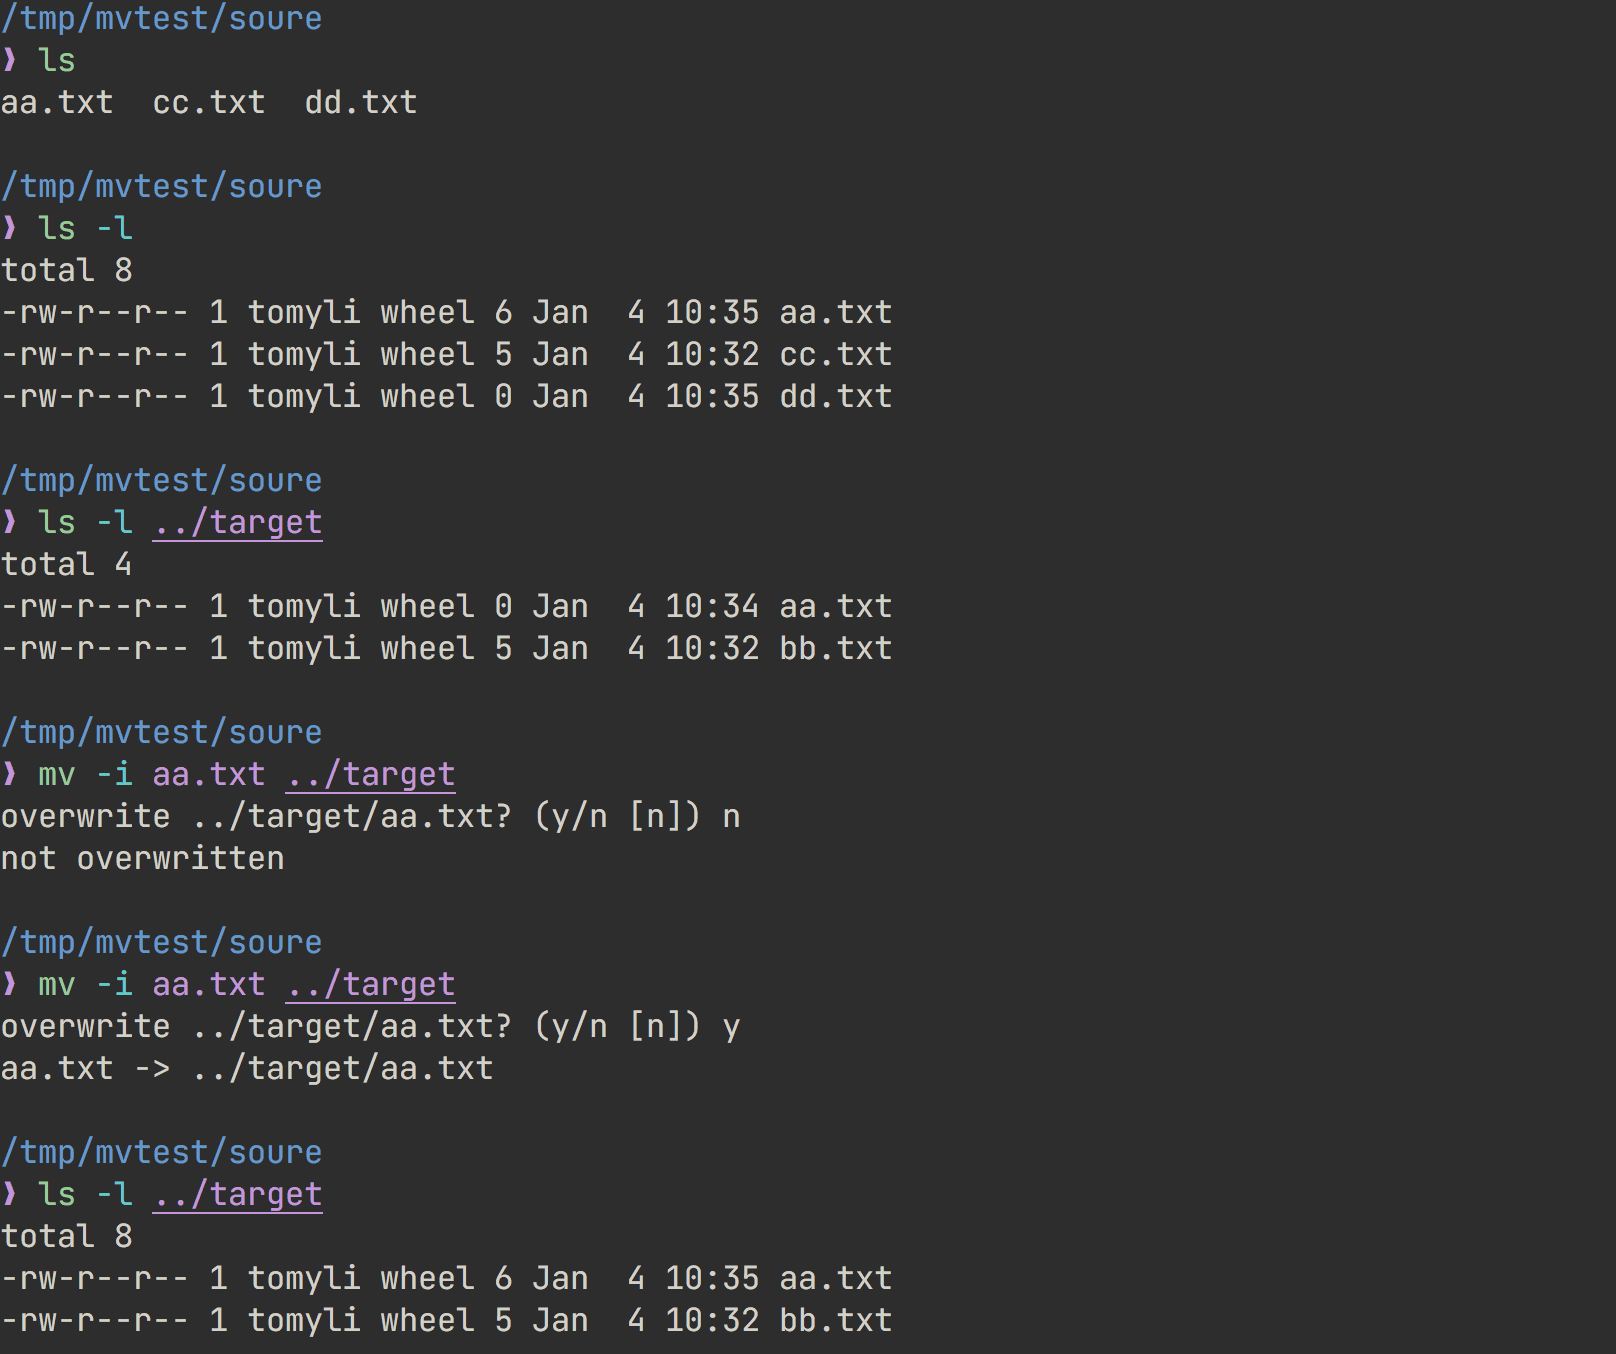 /tmp/mvtest/soure
❱ ls
aa.txt  cc.txt  dd.txt
/tmp/mvtest/soure
❱ ls -l
total 8
-rw-r--r-- 1 tomyli wheel 6 Jan  4 10:35 aa.txt
-rw-r--r-- 1 tomyli wheel 5 Jan  4 10:32 cc.txt
-rw-r--r-- 1 tomyli wheel 0 Jan  4 10:35 dd.txt
/tmp/mvtest/soure
❱ ls -l ../target
total 4
-rw-r--r-- 1 tomyli wheel 0 Jan  4 10:34 aa.txt
-rw-r--r-- 1 tomyli wheel 5 Jan  4 10:32 bb.txt
/tmp/mvtest/soure
❱ mv -i aa.txt ../target
overwrite ../target/aa.txt? (y/n [n]) n
not overwritten
/tmp/mvtest/soure
❱ mv -i aa.txt ../target
overwrite ../target/aa.txt? (y/n [n]) y
aa.txt -> ../target/aa.txt
/tmp/mvtest/soure
❱ ls -l ../target
total 8
-rw-r--r-- 1 tomyli wheel 6 Jan  4 10:35 aa.txt
-rw-r--r-- 1 tomyli wheel 5 Jan  4 10:32 bb.txt